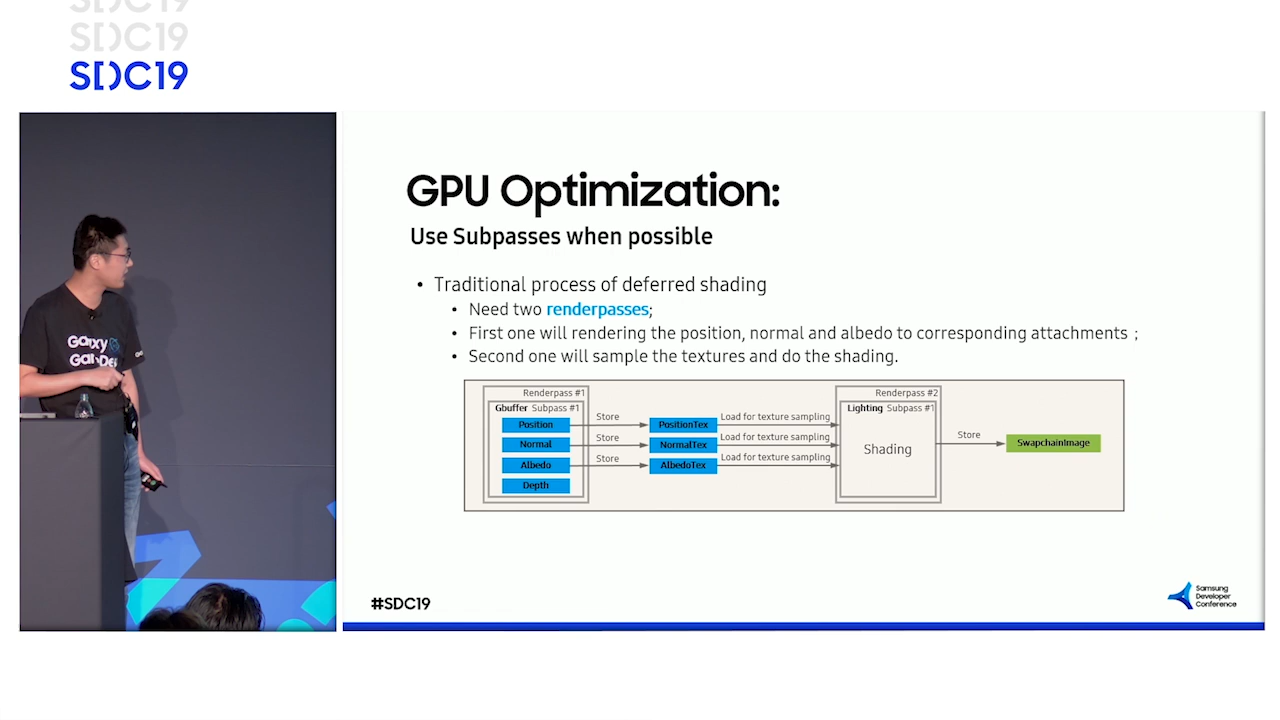 SDC19
SDC19
SDC19
Galaxy
GameDev
GPU Optimization:
Use Subpasses when possible
• Traditional process of deferred shading
• Need two renderpasses;
• First one will rendering the position, normal and albedo to corresponding attachments ;
• Second one will sample the textures and do the shading.
Renderpass #1
Gbuffer Subpass #1
Position
Normal
Albedo
Depth
Store
Store
Store
PositionTex
NormalTex
AlbedoTex
Load for texture sampling
Load for texture sampling
Load for texture sampling
Renderpass #2
Lighting Subpass #1
Shading
Store
SwapchainImage
#SDC19
Samsung
Developer
Conference